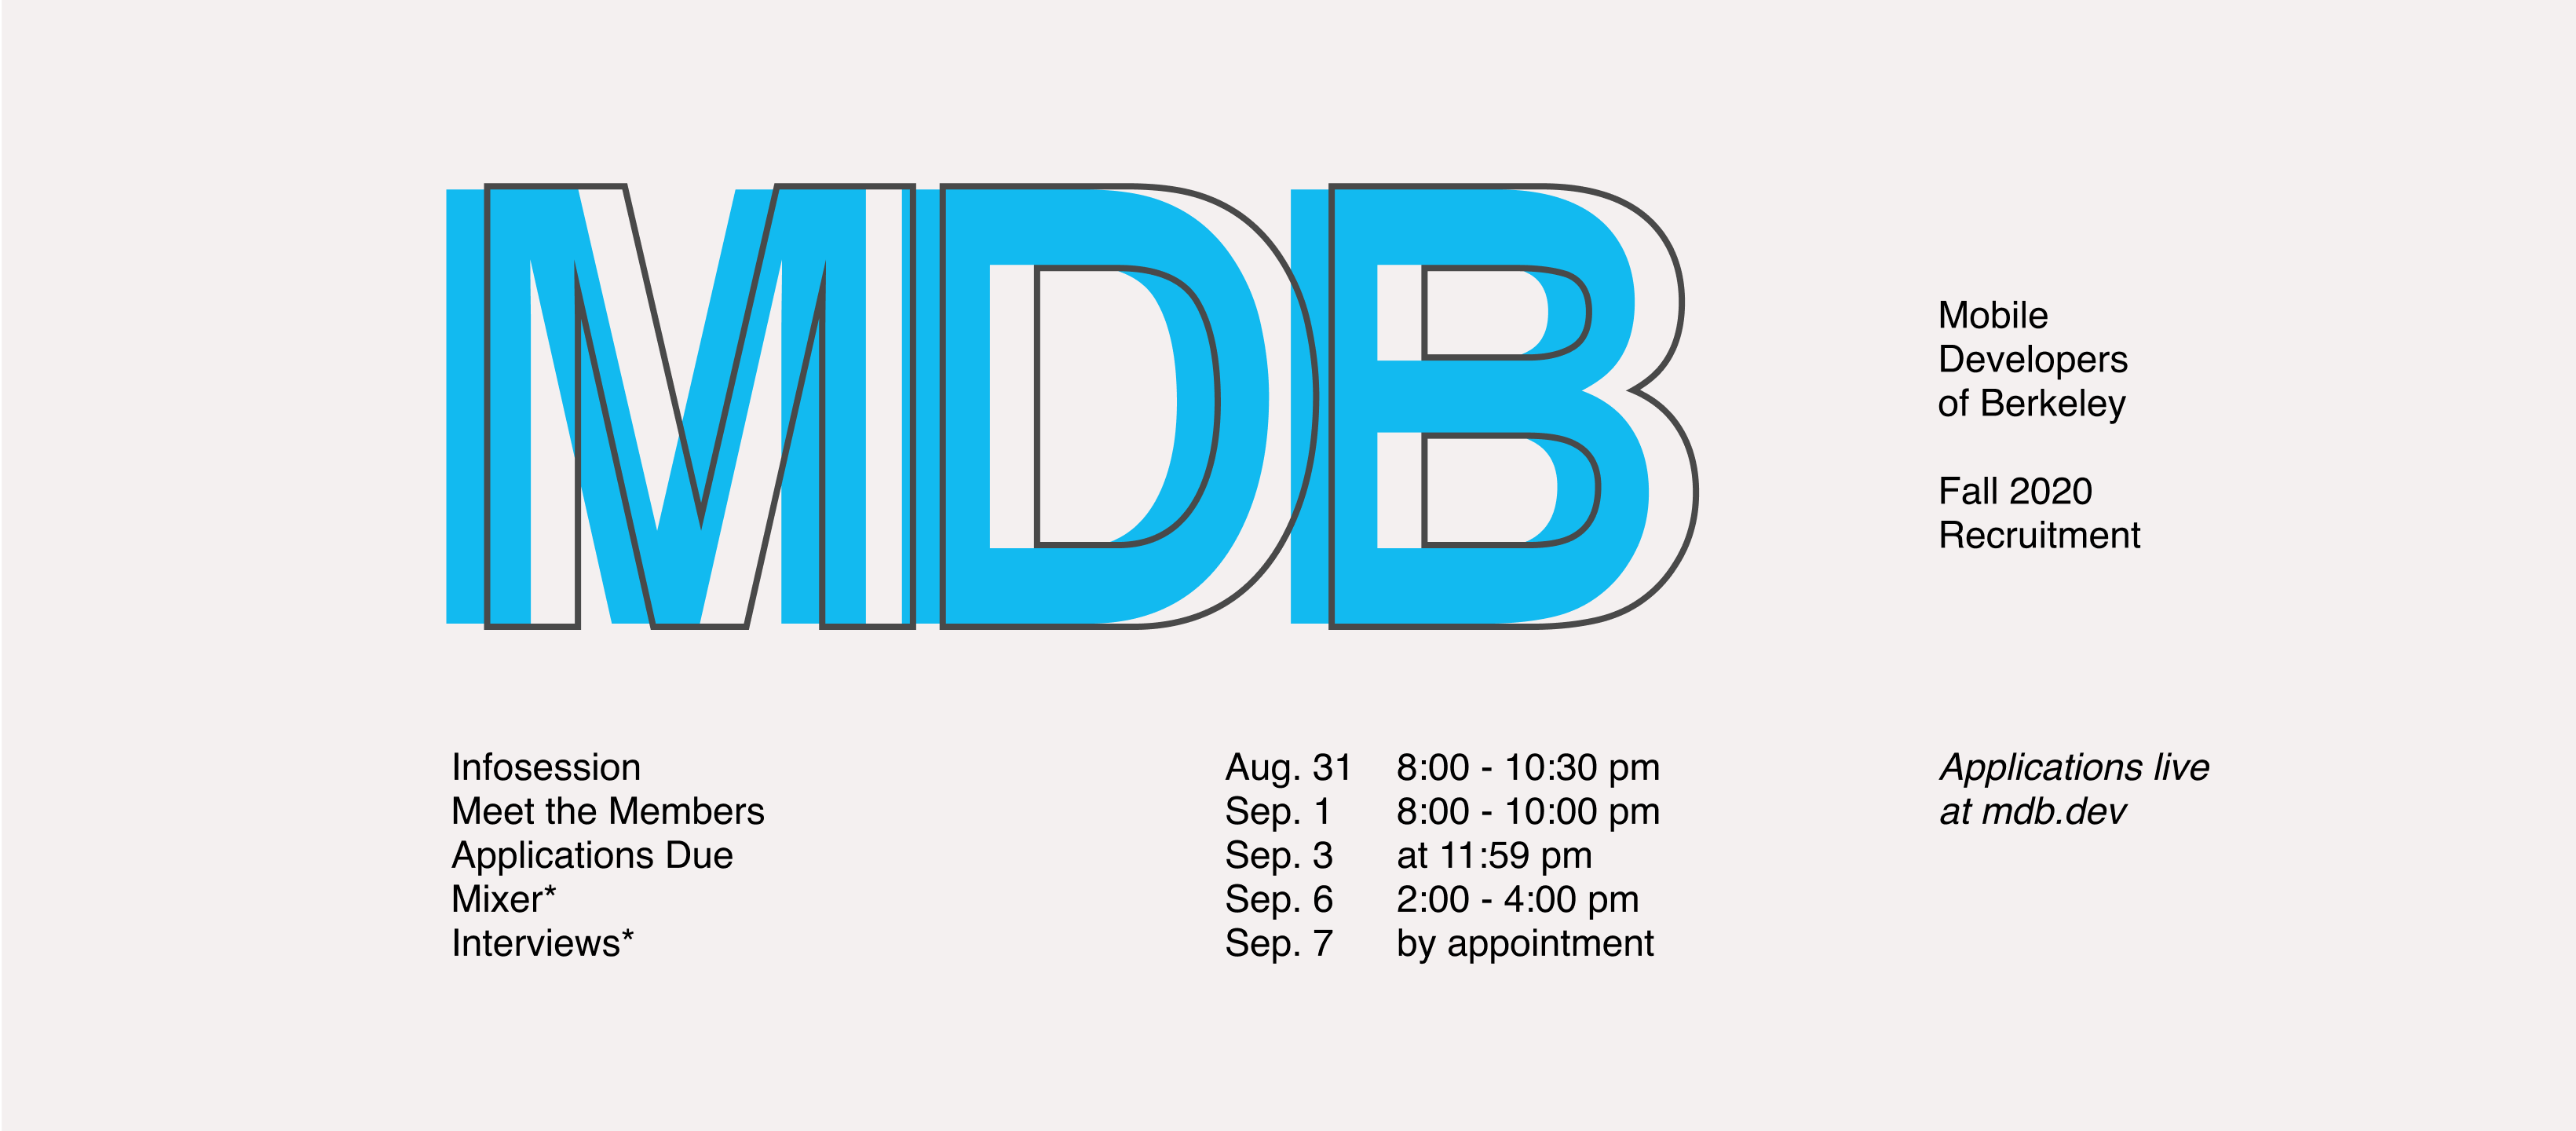 MDB
Mobile
Developers
of Berkeley
Fall 2020
Recruitment
Infosession Aug. 31 8:00 - 10:30 pm
Meet the Members Sep. 1 8:00 - 10:00 pm
Applications Due Sep. 3 at 11:59 pm
Mixer* Sep. 6 2:00 - 4:00 pm
Interviews* Sep. 7 by appointment
Applications live
at mdb.dev